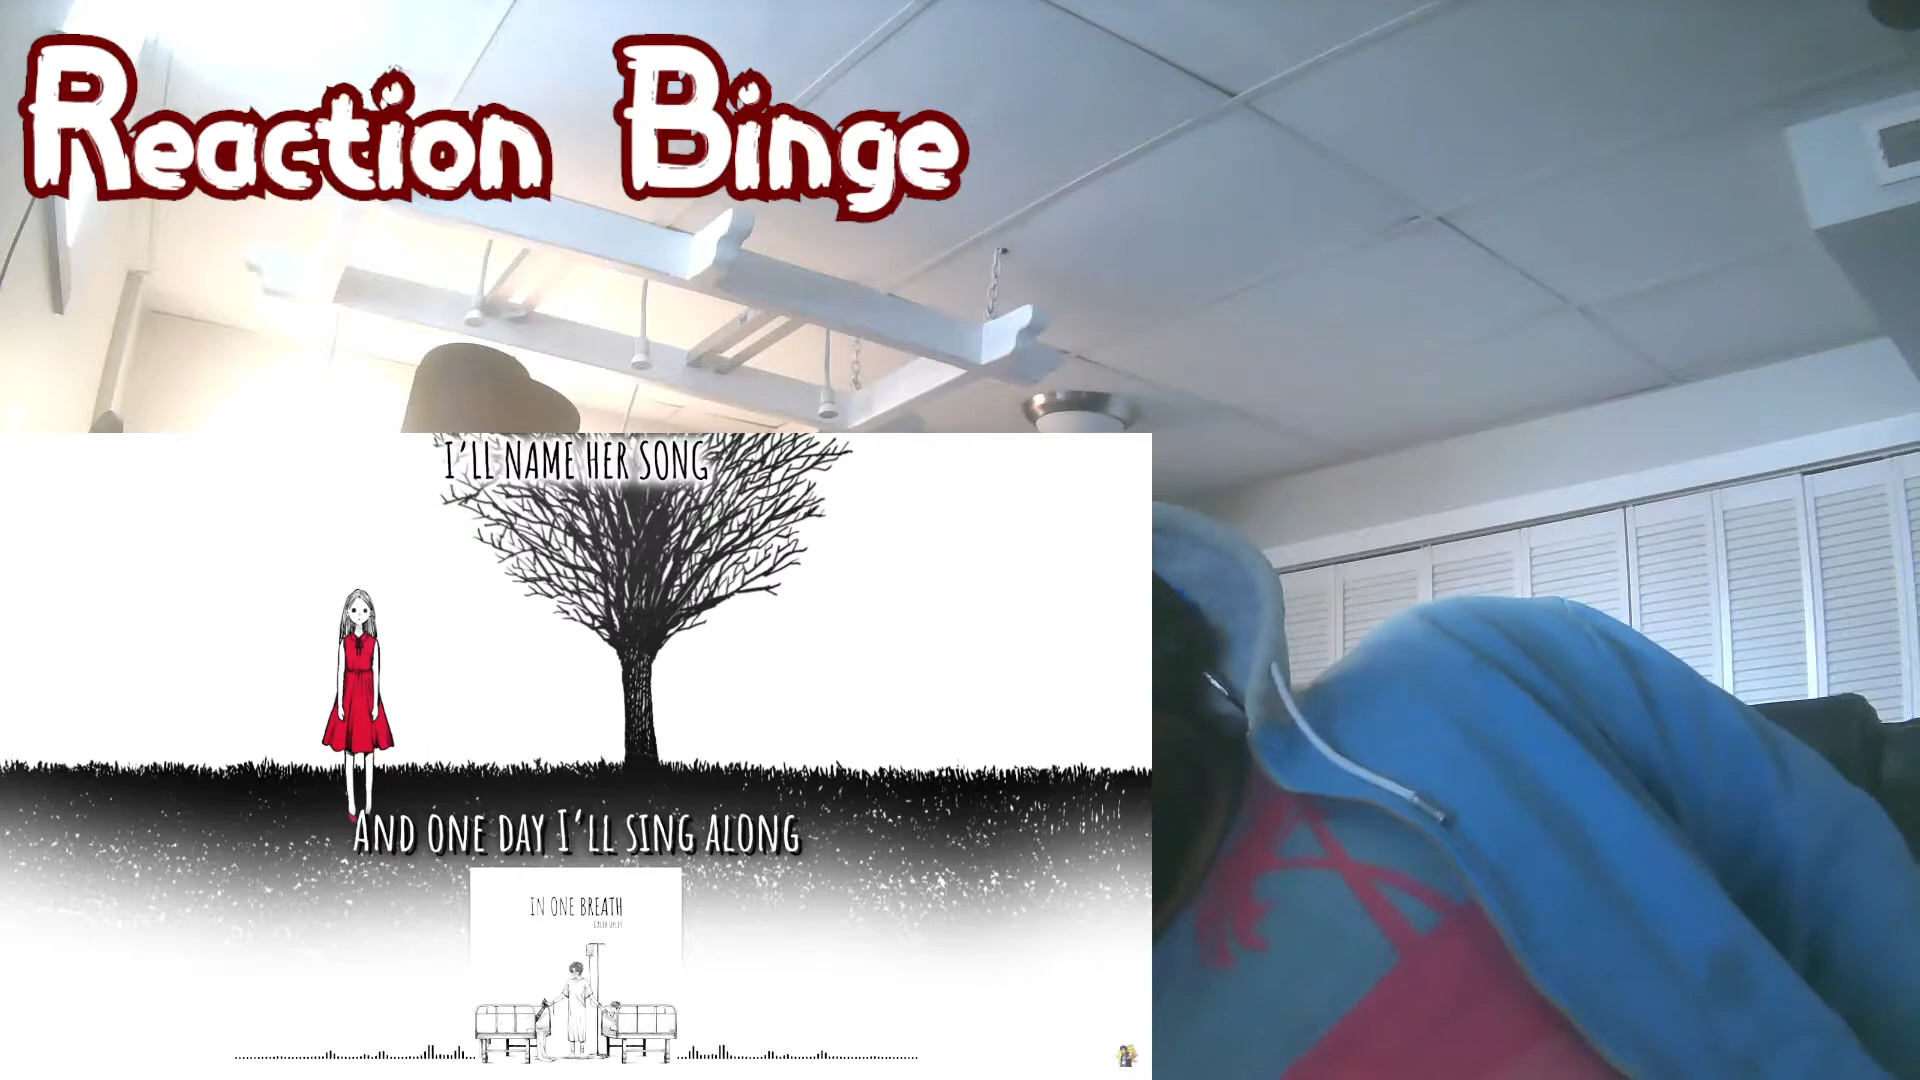 Reaction Binge
I'LL NAME HER SONG
AND ONE DAY I'LL SING ALONG
IN ONE BREATH